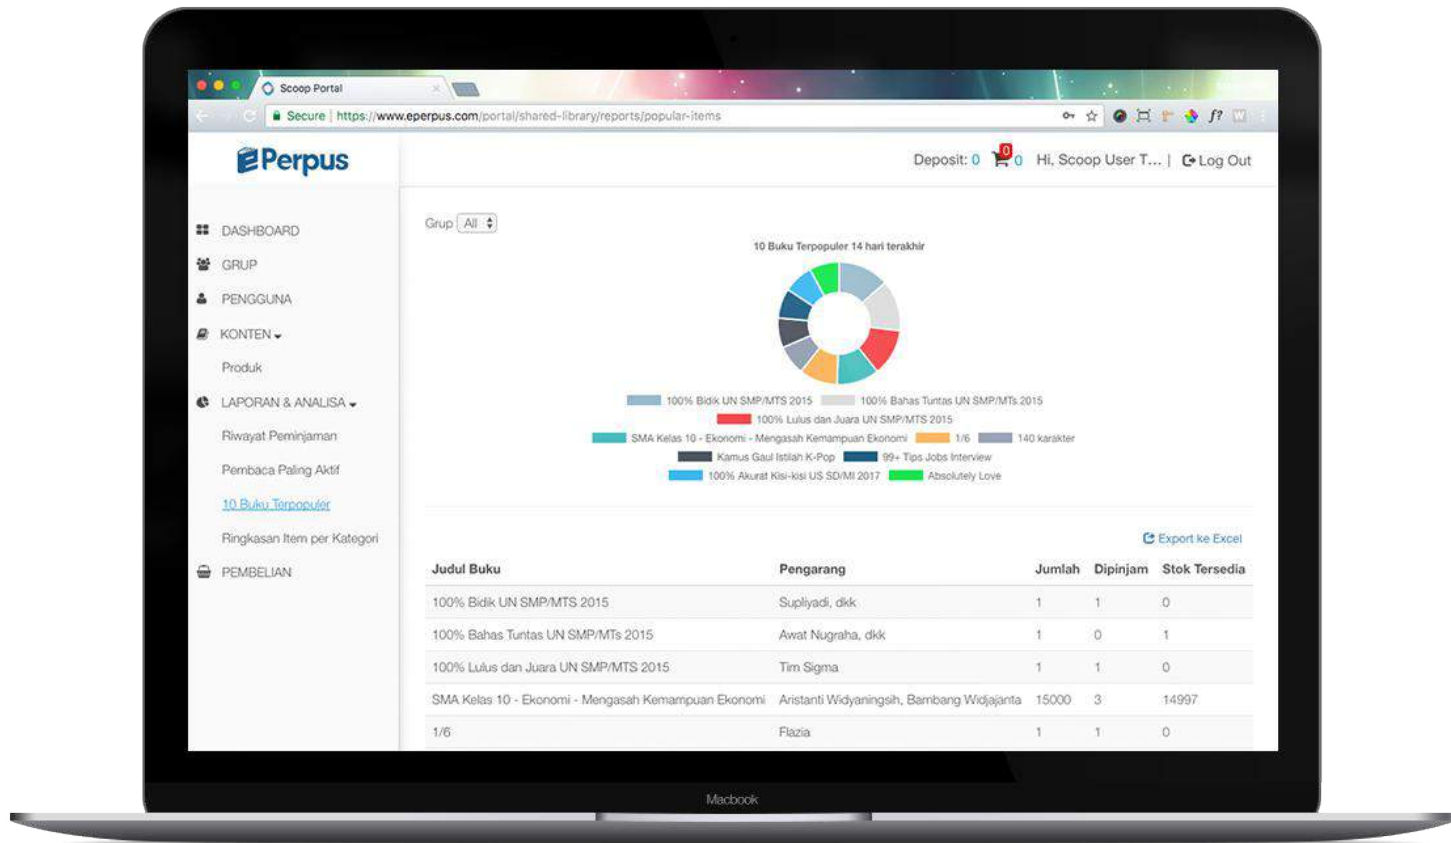 Scoop Portal
Secure | https://www.eperpus.com/portal/shared-library/reports/popular-items
f?
ePerpus
Deposit: 0 0 0 Hi, Scoop User T... | Log Out
DASHBOARD
GRUP
PENGGUNA
KONTEN
Produk
LAPORAN & ANALISA
Riwayat Peminjaman
Pembaca Paling Aktif
10 Buku Terpopuler
Ringkasan Item per Kategori
PEMBELIAN
Grup All
10 Buku Terpopuler 14 hari terakhir
100% Bidik UN SMP/MTS 2015 100% Bahas Tuntas UN SMP/MTs 2015
100% Lulus dan Juara UN SMP/MTS 2015
SMA Kelas 10 - Ekonomi - Mengasah Kemampuan Ekonomi 1/6 140 karakter
Kamus Gaul Istilah K-Pop 99+ Tips Jobs Interview
100% Akurat Kisi-kisi US SD/MI 2017 Absolutely Love
Export ke Excel
Judul Buku Pengarang Jumlah Dipinjam Stok Tersedia
100% Bidik UN SMP/MTS 2015 Supliyadi, dkk 1 1 0
100% Bahas Tuntas UN SMP/MTs 2015 Awat Nugraha, dkk 1 0 1
100% Lulus dan Juara UN SMP/MTS 2015 Tim Sigma 1 1 0
SMA Kelas 10 - Ekonomi - Mengasah Kemampuan Ekonomi Aristanti Widyaningsih, Bambang Widjajanta 15000 3 14997
1/6 Flazia 1 1 0
Macbook